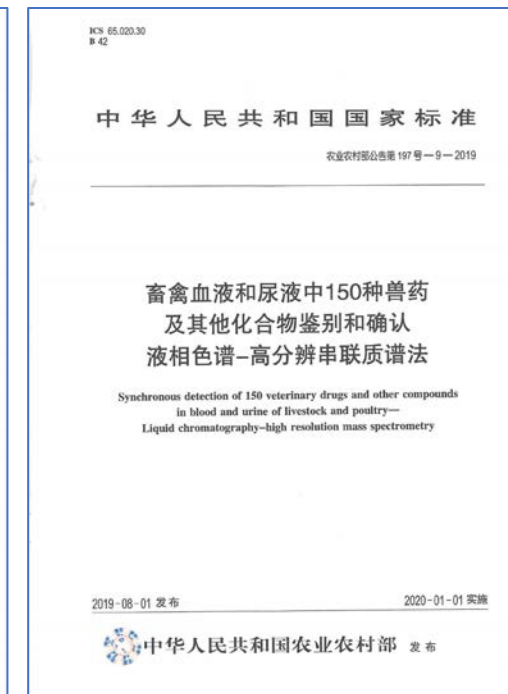 ICS 65.020.30
B 42
中华人民共和国国家标准
农业农村部公告第 197 号—9—2019
畜禽血液和尿液中150种兽药
及其他化合物鉴别和确认
液相色谱–高分辨串联质谱法
Synchronous detection of 150 veterinary drugs and other compounds
in blood and urine of livestock and poultry—
Liquid chromatography–high resolution mass spectrometry
2019-08-01 发布
2020-01-01 实施
中华人民共和国农业农村部 发布